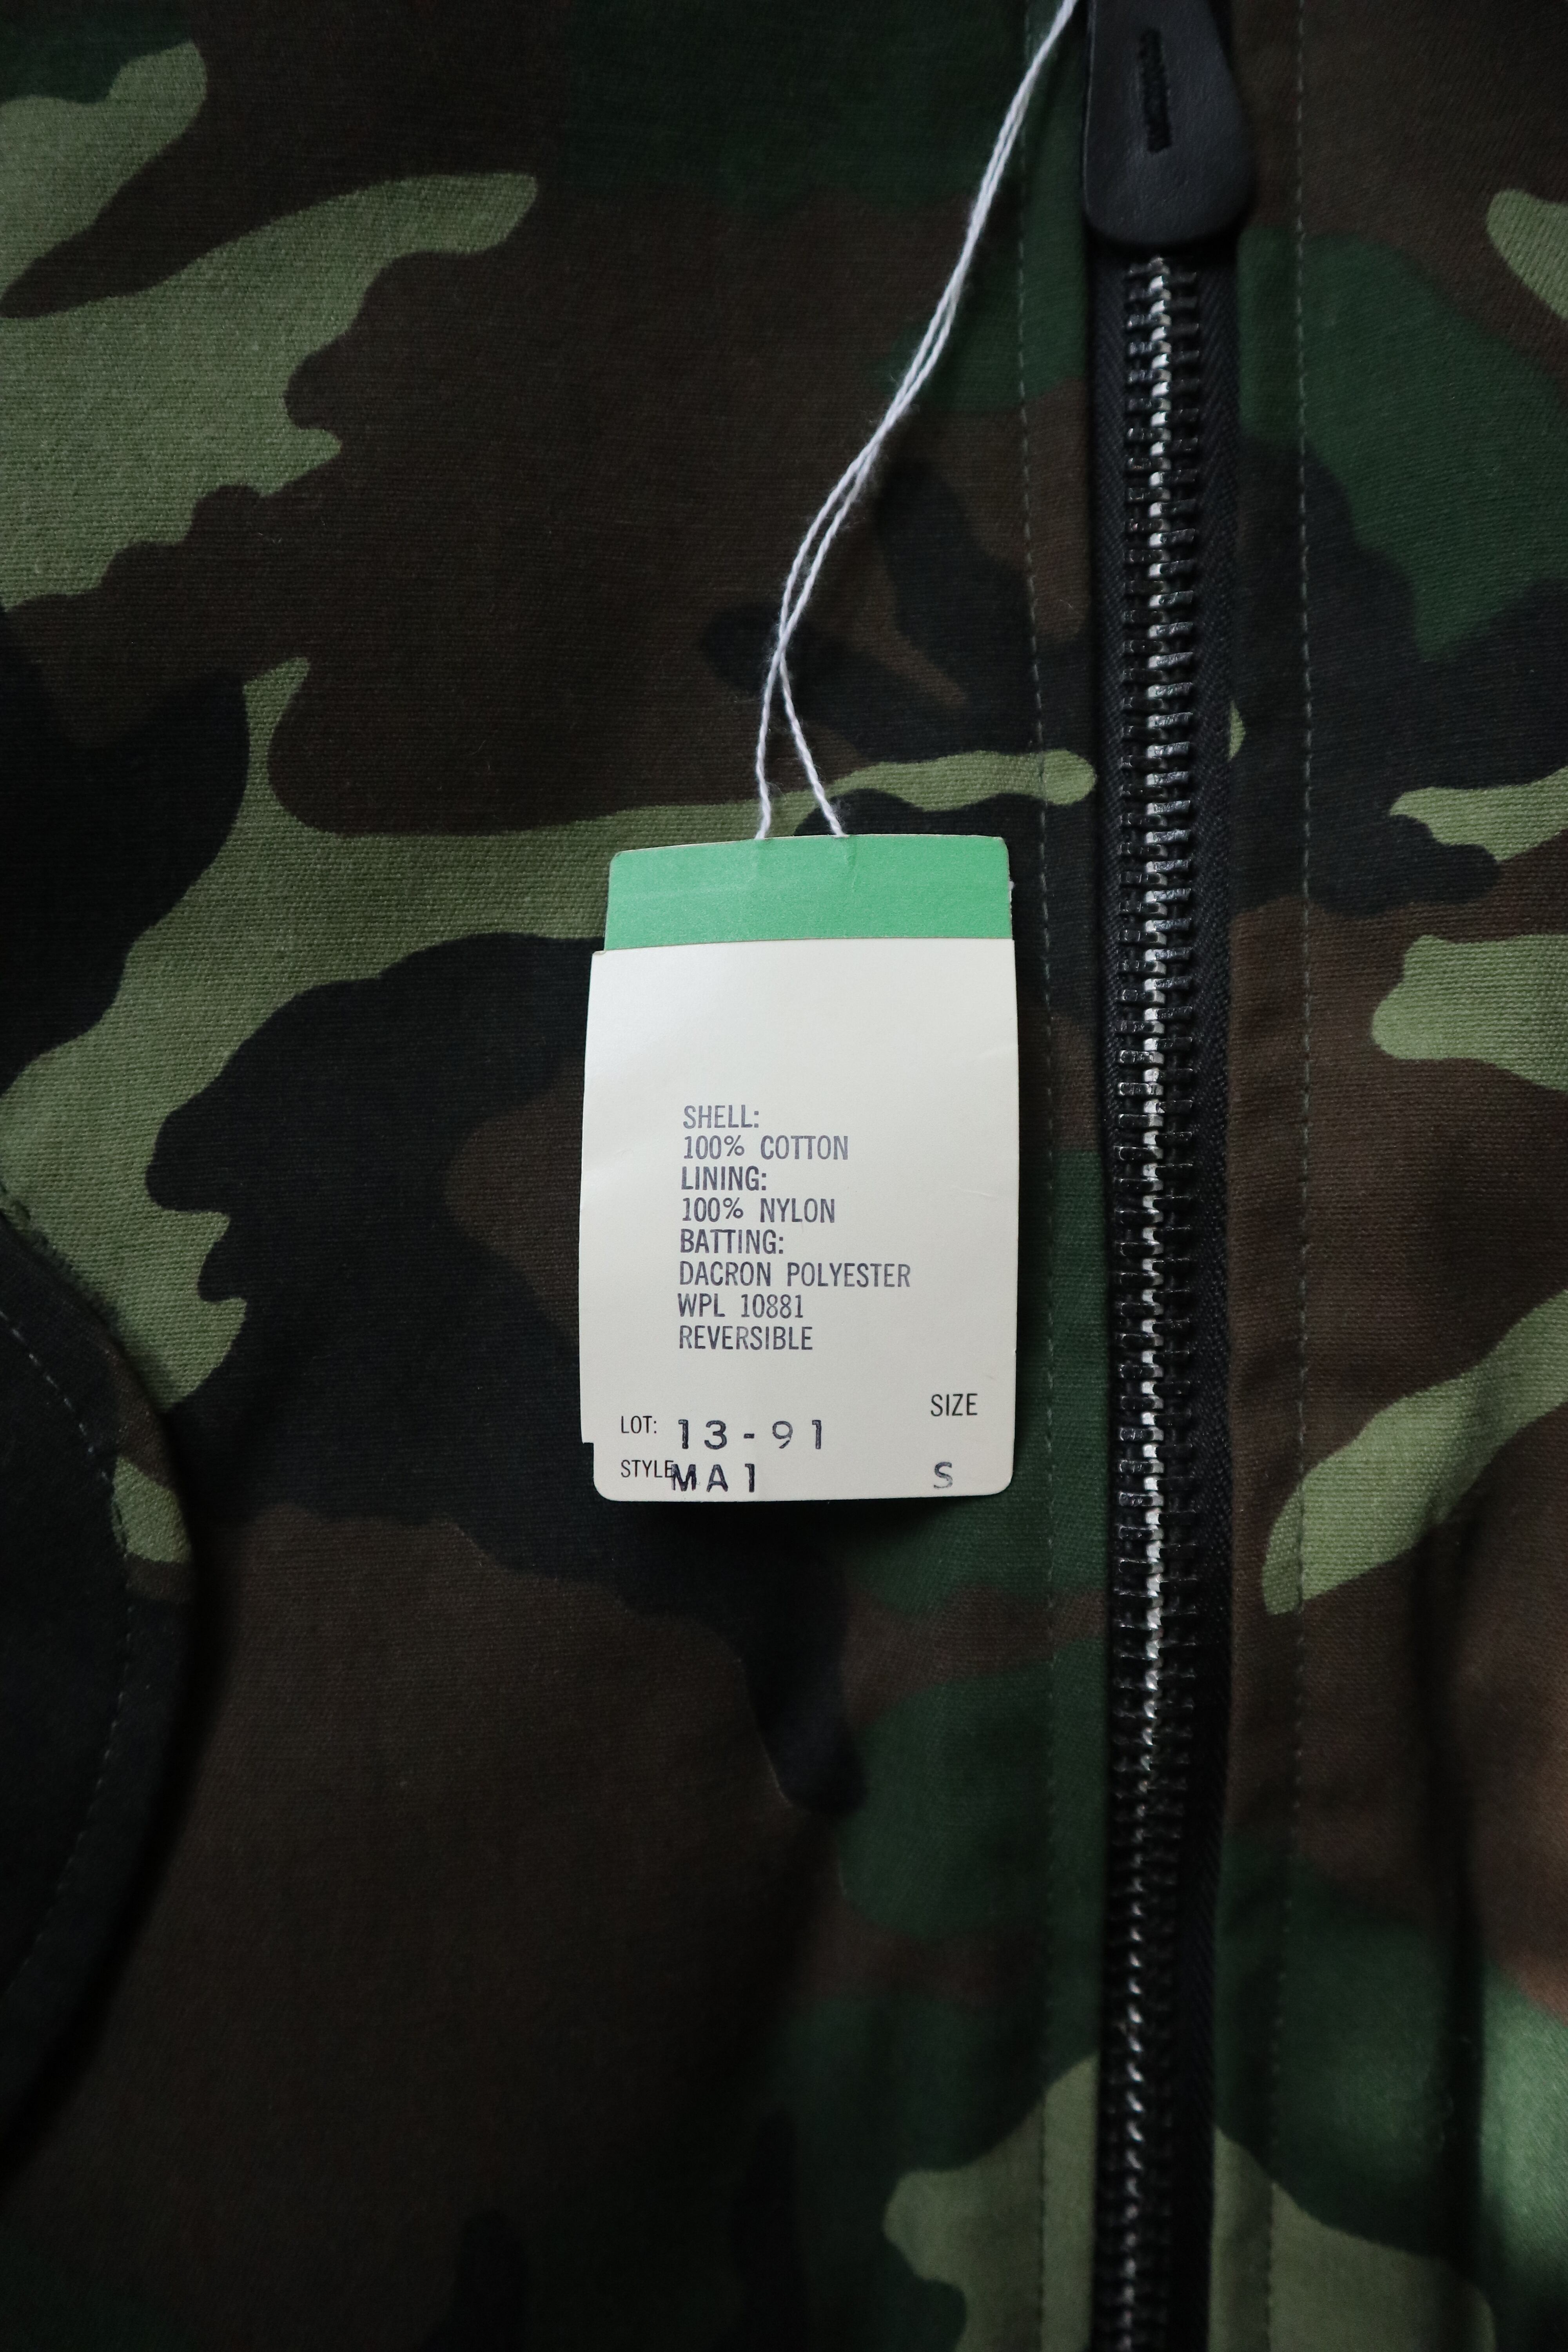 SHELL:
100% COTTON
LINING:
100% NYLON
BATTING:
DACRON POLYESTER
WPL 10881
REVERSIBLE
SIZE
LOT: 13-91
STYLE MA1 S